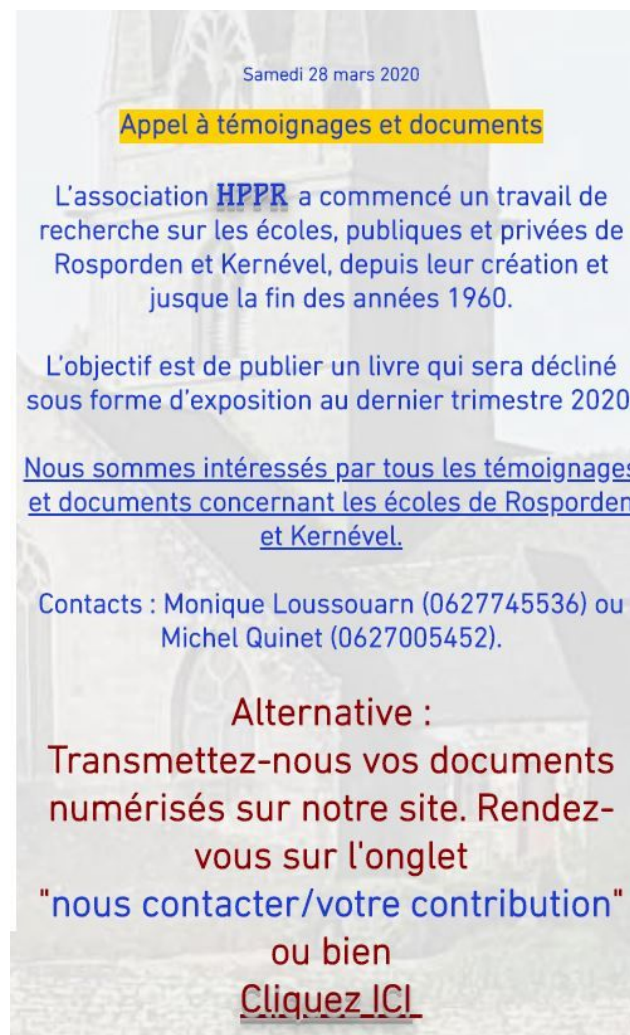 Samedi 28 mars 2020
Appel à témoignages et documents
L'association HPPR a commencé un travail de
recherche sur les écoles, publiques et privées de
Rosporden et Kernével, depuis leur création et
jusque la fin des années 1960.
L'objectif est de publier un livre qui sera décliné
sous forme d'exposition au dernier trimestre 2020
Nous sommes intéressés par tous les témoignages
et documents concernant les écoles de Rosporden
et Kernével.
Contacts : Monique Loussouarn (0627745536) ou
Michel Quinet (0627005452).
Alternative :
Transmettez-nous vos documents
numérisés sur notre site. Rendez-
vous sur l'onglet
"nous contacter/votre contribution"
ou bien
Cliquez ICI